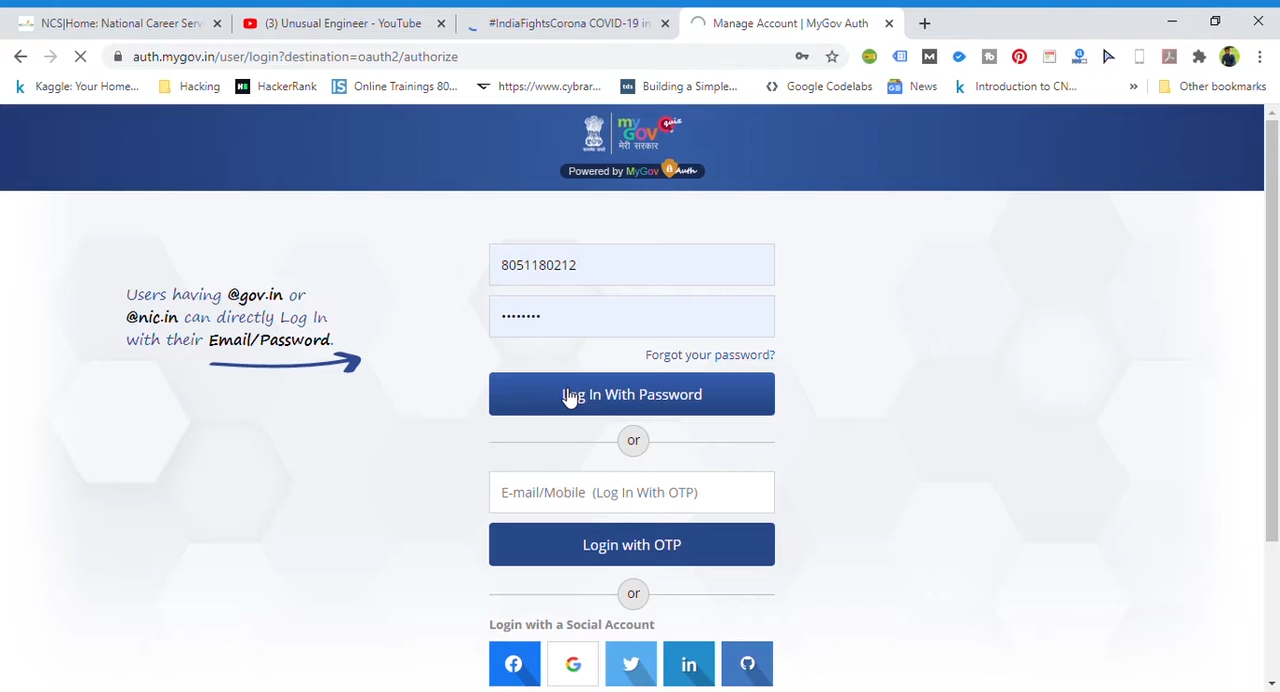 NCS|Home: National Career Serv
(3) Unusual Engineer - YouTube
#IndiaFightsCorona COVID-19 in
Manage Account | MyGov Auth
auth.mygov.in/user/login?destination=oauth2/authorize
Kaggle: Your Home...
Hacking
HackerRank
Online Trainings 80...
https://www.cybrar...
Building a Simple...
Google Codelabs
News
Introduction to CN...
»
Other bookmarks
my GOV quiz
मेरी सरकार
Powered by MyGov Auth
8051180212
••••••••
Users having @gov.in or
@nic.in can directly Log In
with their Email/Password.
Forgot your password?
Log In With Password
or
E-mail/Mobile (Log In With OTP)
Login with OTP
or
Login with a Social Account